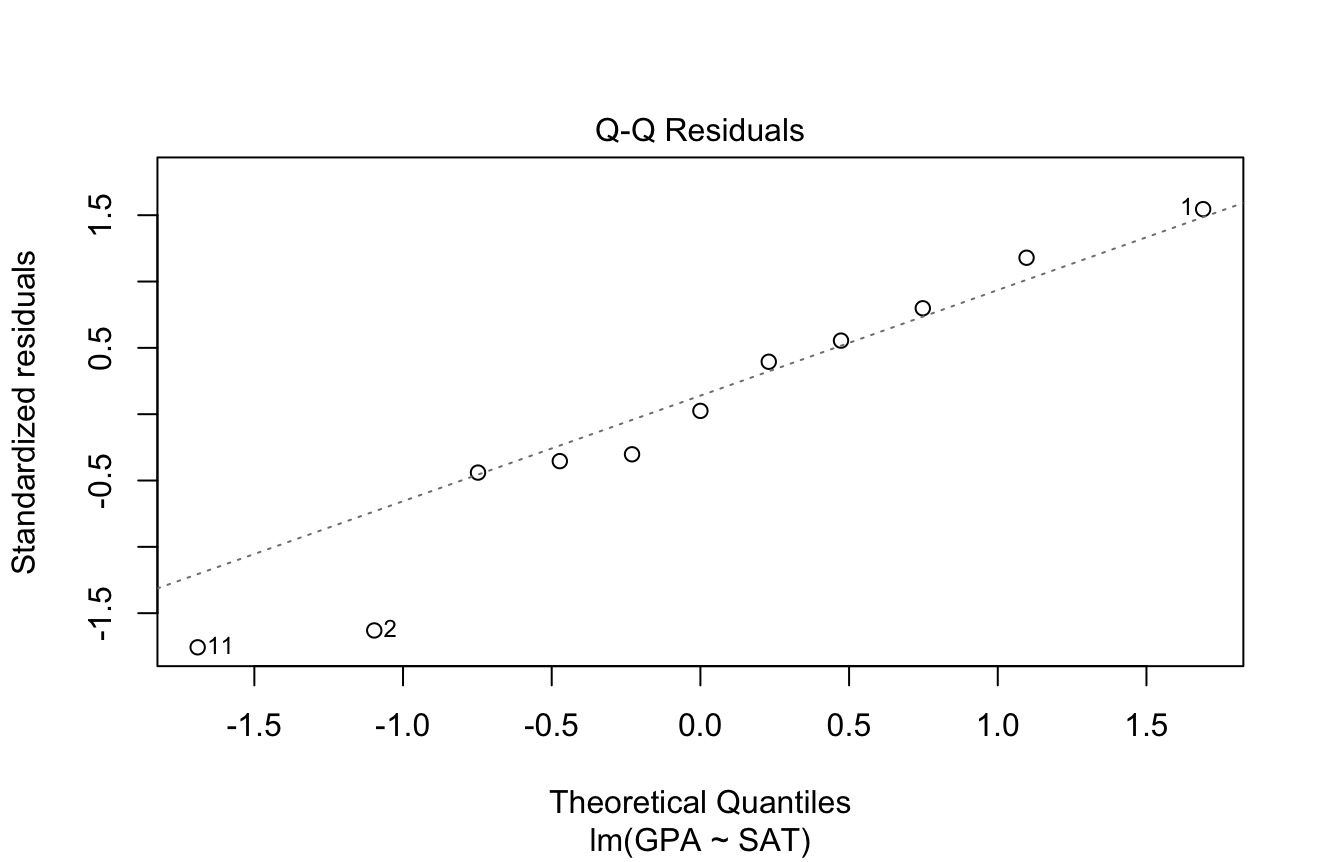 Q-Q Residuals
Standardized residuals
1.5
0.5
-0.5
-1.5
1
2
11
-1.5 -1.0 -0.5 0.0 0.5 1.0 1.5
Theoretical Quantiles
lm(GPA ~ SAT)